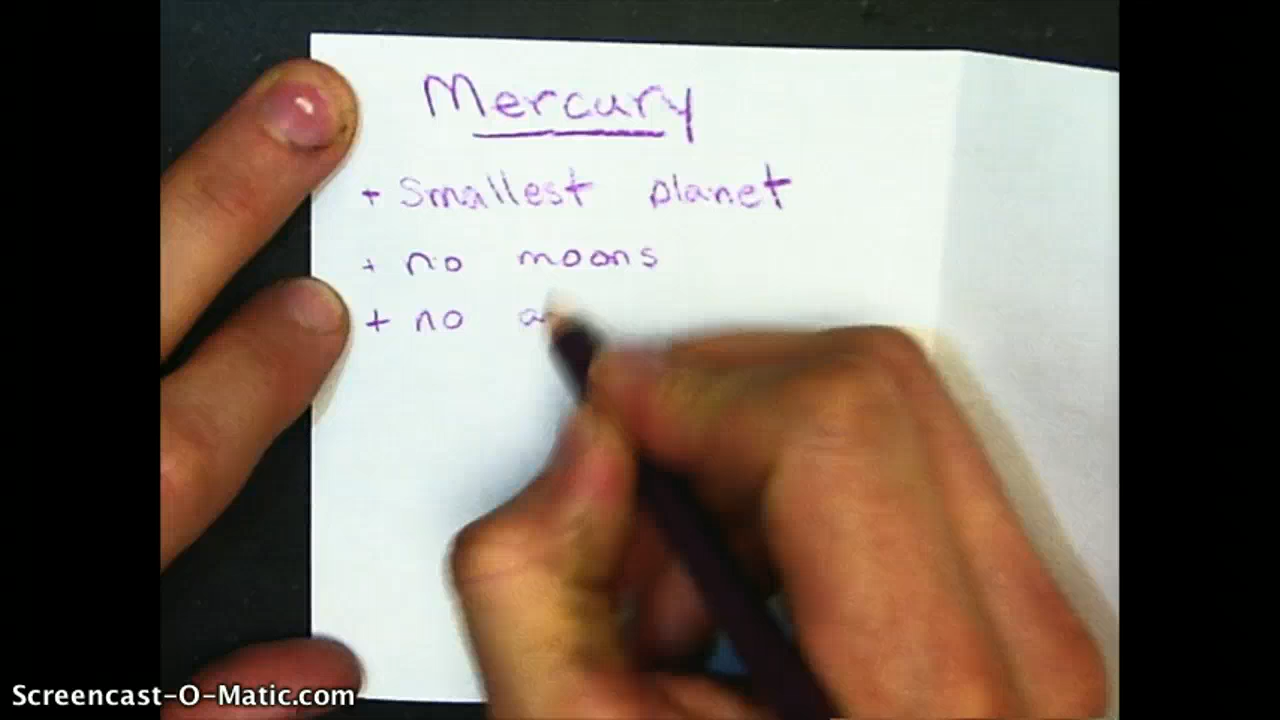 Mercury
+ Smallest planet
+ no moons
+ no a
Screencast-O-Matic.com